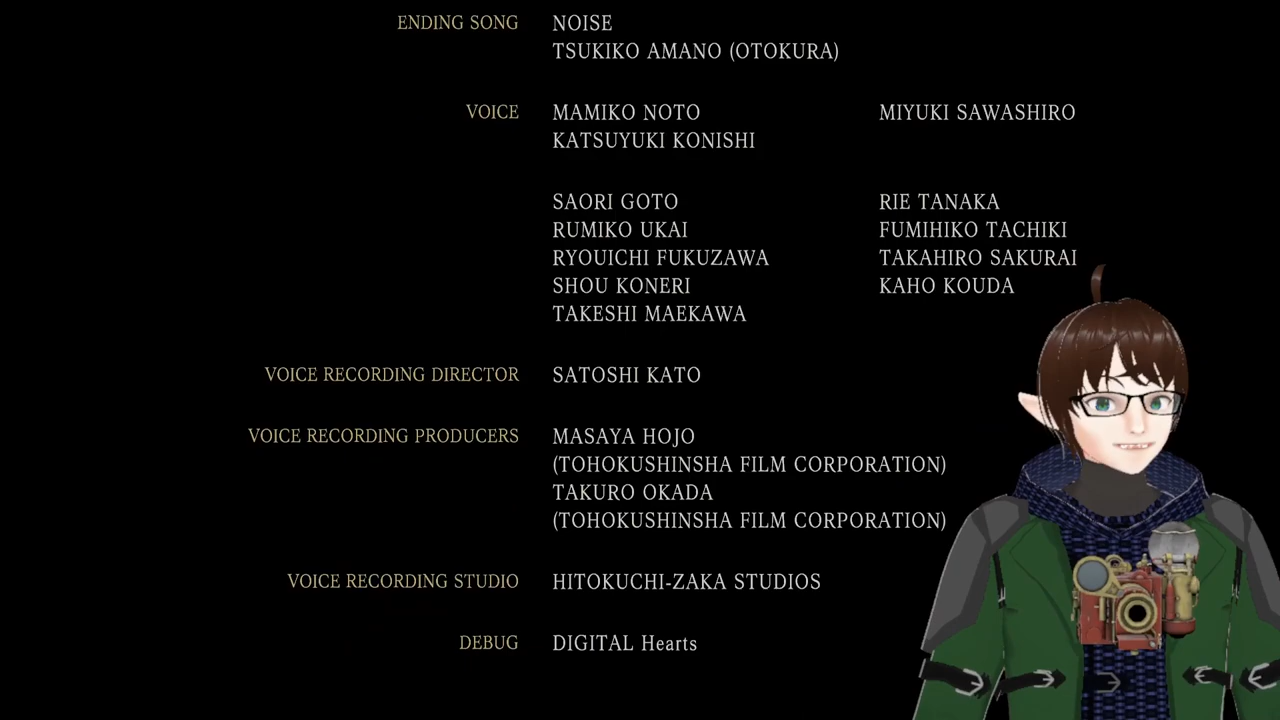 ENDING SONG NOISE
TSUKIKO AMANO (OTOKURA)
VOICE MAMIKO NOTO MIYUKI SAWASHIRO
KATSUYUKI KONISHI
SAORI GOTO RIE TANAKA
RUMIKO UKAI FUMIHIKO TACHIKI
RYOUICHI FUKUZAWA TAKAHIRO SAKURAI
SHOU KONERI KAHO KOUDA
TAKESHI MAEKAWA
VOICE RECORDING DIRECTOR SATOSHI KATO
VOICE RECORDING PRODUCERS MASAYA HOJO
(TOHOKUSHINSHA FILM CORPORATION)
TAKURO OKADA
(TOHOKUSHINSHA FILM CORPORATION)
VOICE RECORDING STUDIO HITOKUCHI-ZAKA STUDIOS
DEBUG DIGITAL Hearts